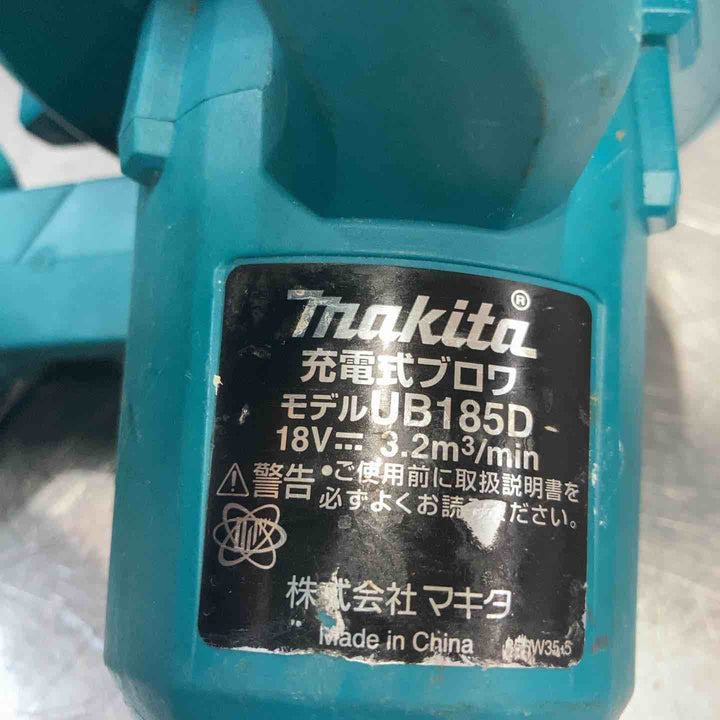 makita®
充電式ブロワ
モデルUB185D
18V⎓ 3.2m³/min
⚠警告 •ご使用前に取扱説明書を
必ずよくお読みください。
株式会社 マキタ
Made in China